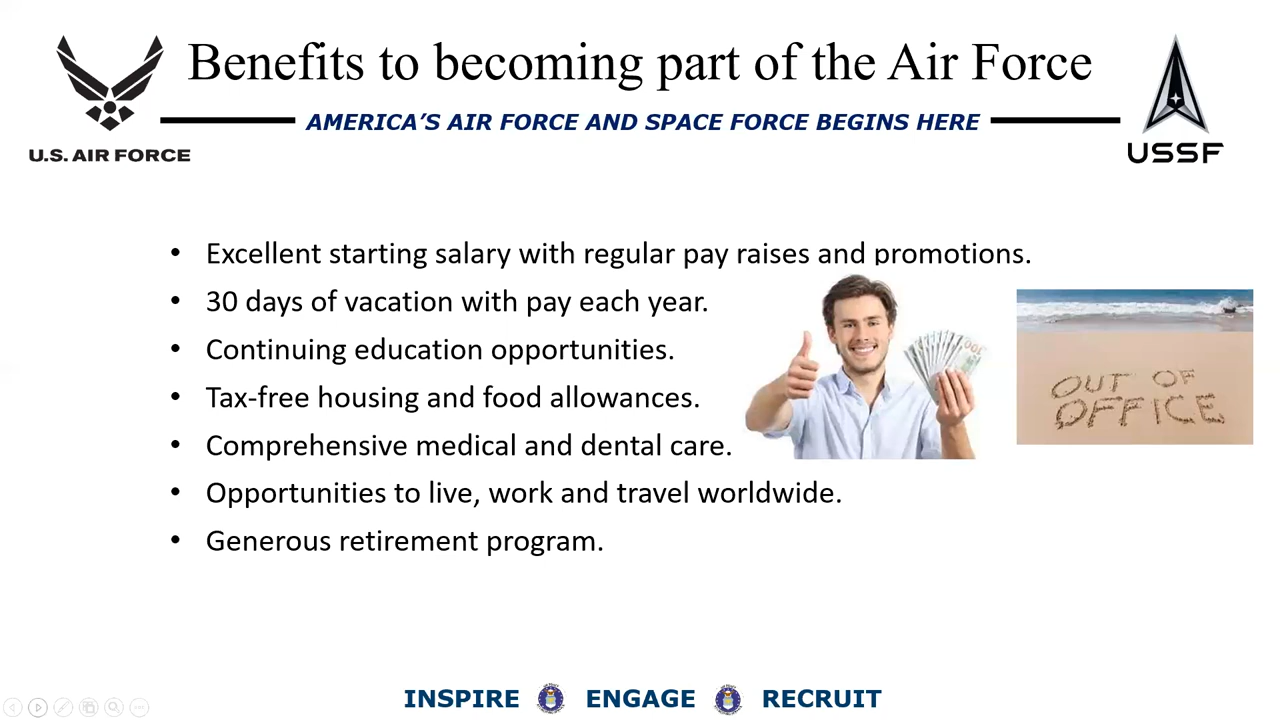 Benefits to becoming part of the Air Force
AMERICA'S AIR FORCE AND SPACE FORCE BEGINS HERE
U.S. AIR FORCE
USSF
• Excellent starting salary with regular pay raises and promotions.
• 30 days of vacation with pay each year.
• Continuing education opportunities.
• Tax-free housing and food allowances.
• Comprehensive medical and dental care.
• Opportunities to live, work and travel worldwide.
• Generous retirement program.
100
OUT OF
OFFICE
INSPIRE ENGAGE RECRUIT